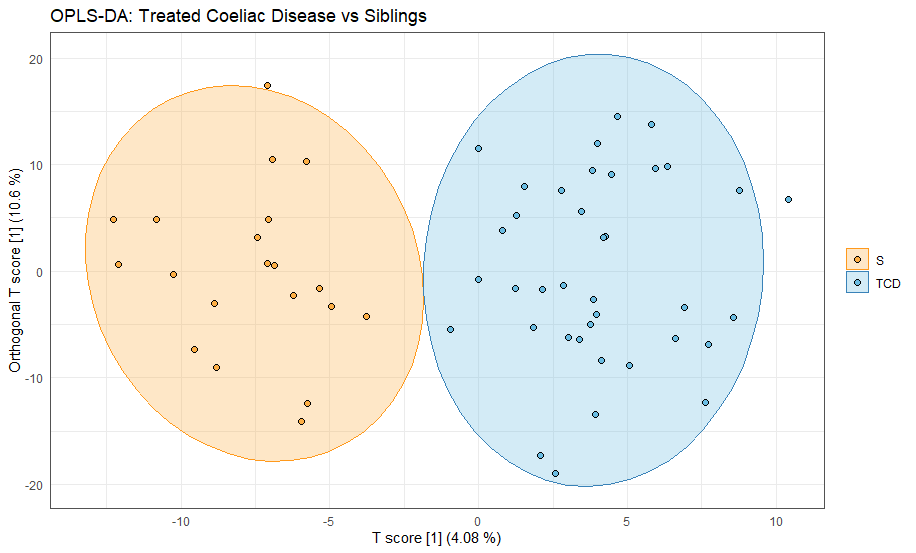 OPLS-DA: Treated Coeliac Disease vs Siblings
Orthogonal T score [1] (10.6 %)
20
10
0
-10
-20
-10
-5
0
5
10
T score [1] (4.08 %)
S
TCD